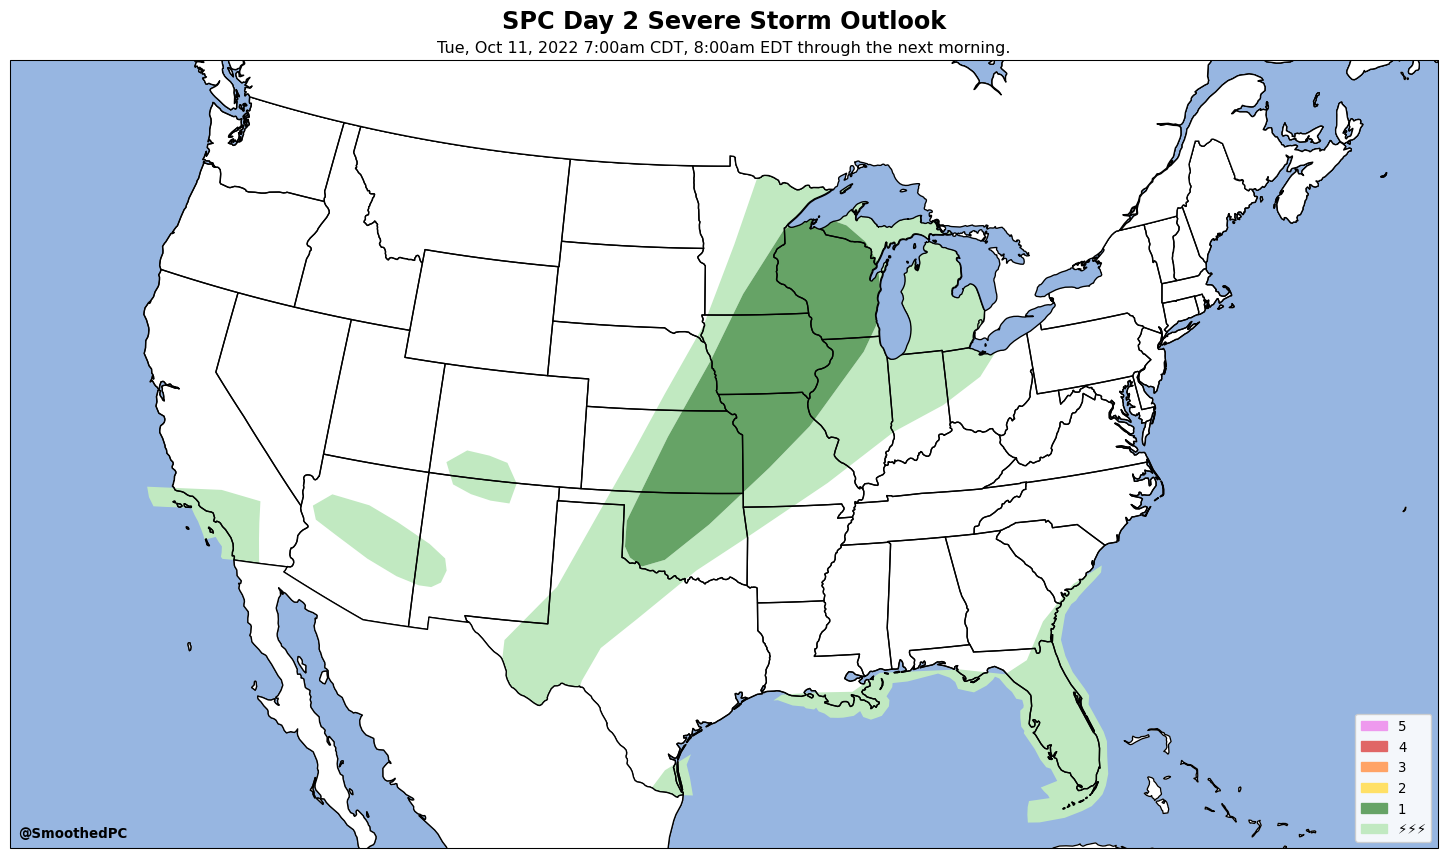 SPC Day 2 Severe Storm Outlook
Tue, Oct 11, 2022 7:00am CDT, 8:00am EDT through the next morning.
5
4
3
2
1
⚡⚡⚡
@SmoothedPC